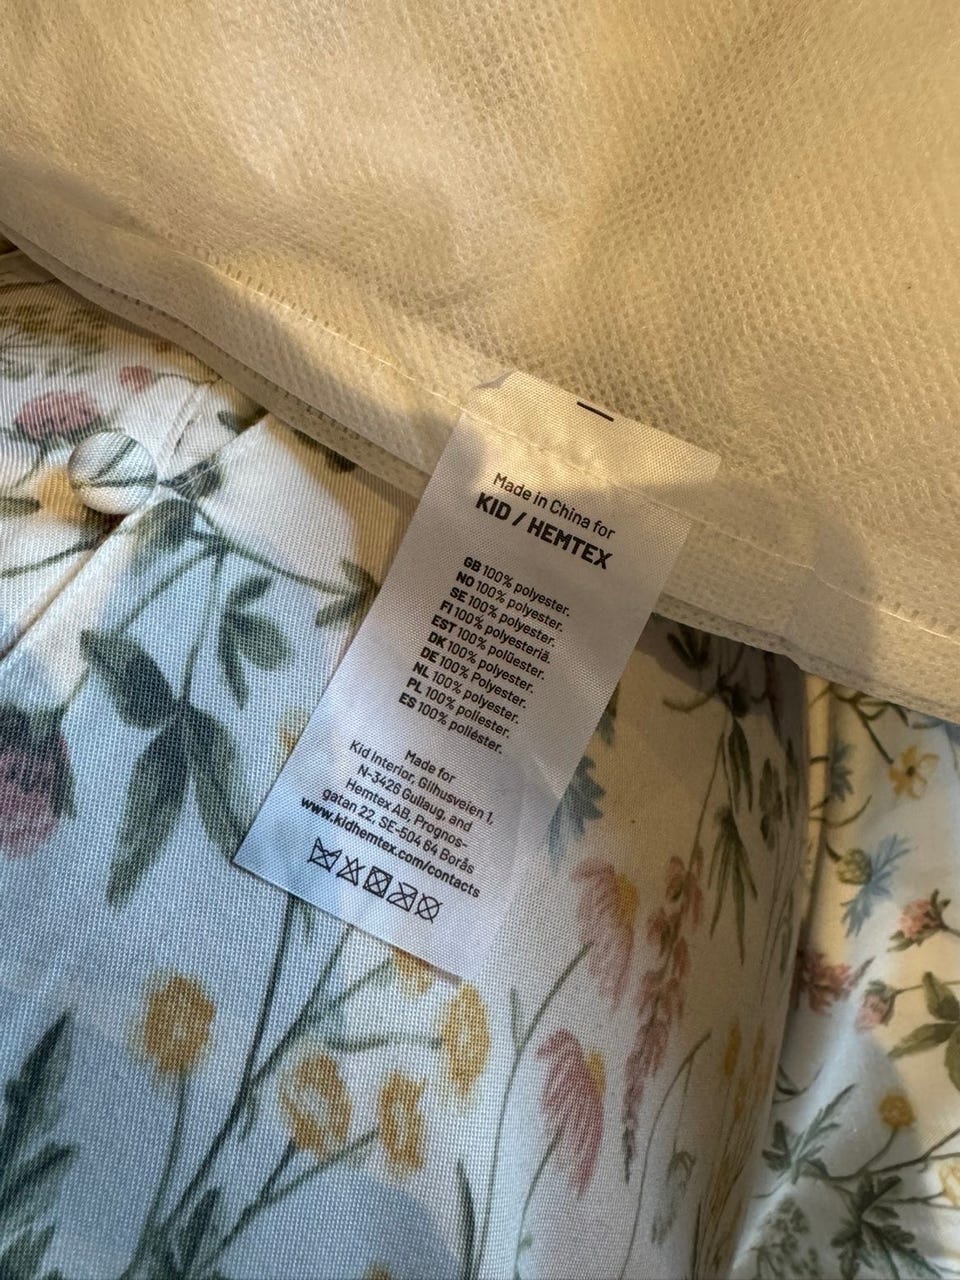 Made in China for
KID / HEMTEX
GB 100% polyester.
NO 100% polyester.
SE 100% polyester.
FI 100% polyesteriä.
EST 100% polüester.
DK 100% polyester.
DE 100% Polyester.
NL 100% polyester.
PL 100% poliester.
ES 100% poliéster.
Made for
Kid Interior, Gilhusveien 1,
N-3426 Gullaug, and
Hemtex AB, Prognos-
gatan 22. SE-504 64 Borås
www.kidhemtex.com/contacts